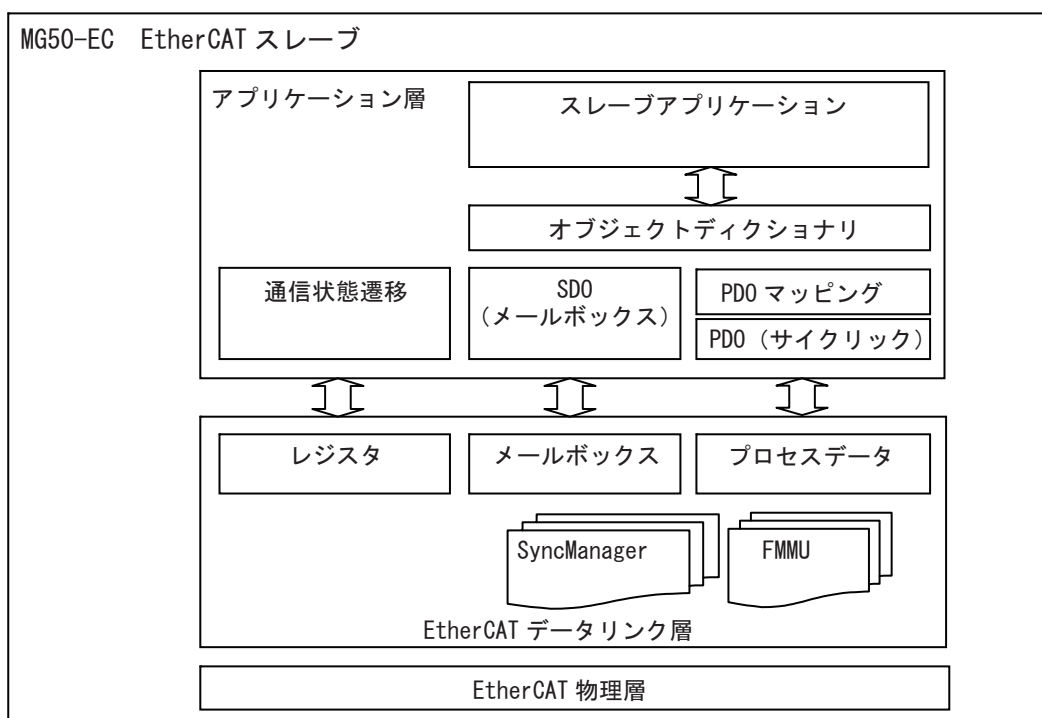 MG50-EC EtherCAT スレーブ
アプリケーション層
スレーブアプリケーション
オブジェクトディクショナリ
通信状態遷移
SDO
(メールボックス)
PDO マッピング
PDO (サイクリック)
レジスタ
メールボックス
プロセスデータ
SyncManager
FMMU
EtherCAT データリンク層
EtherCAT 物理層